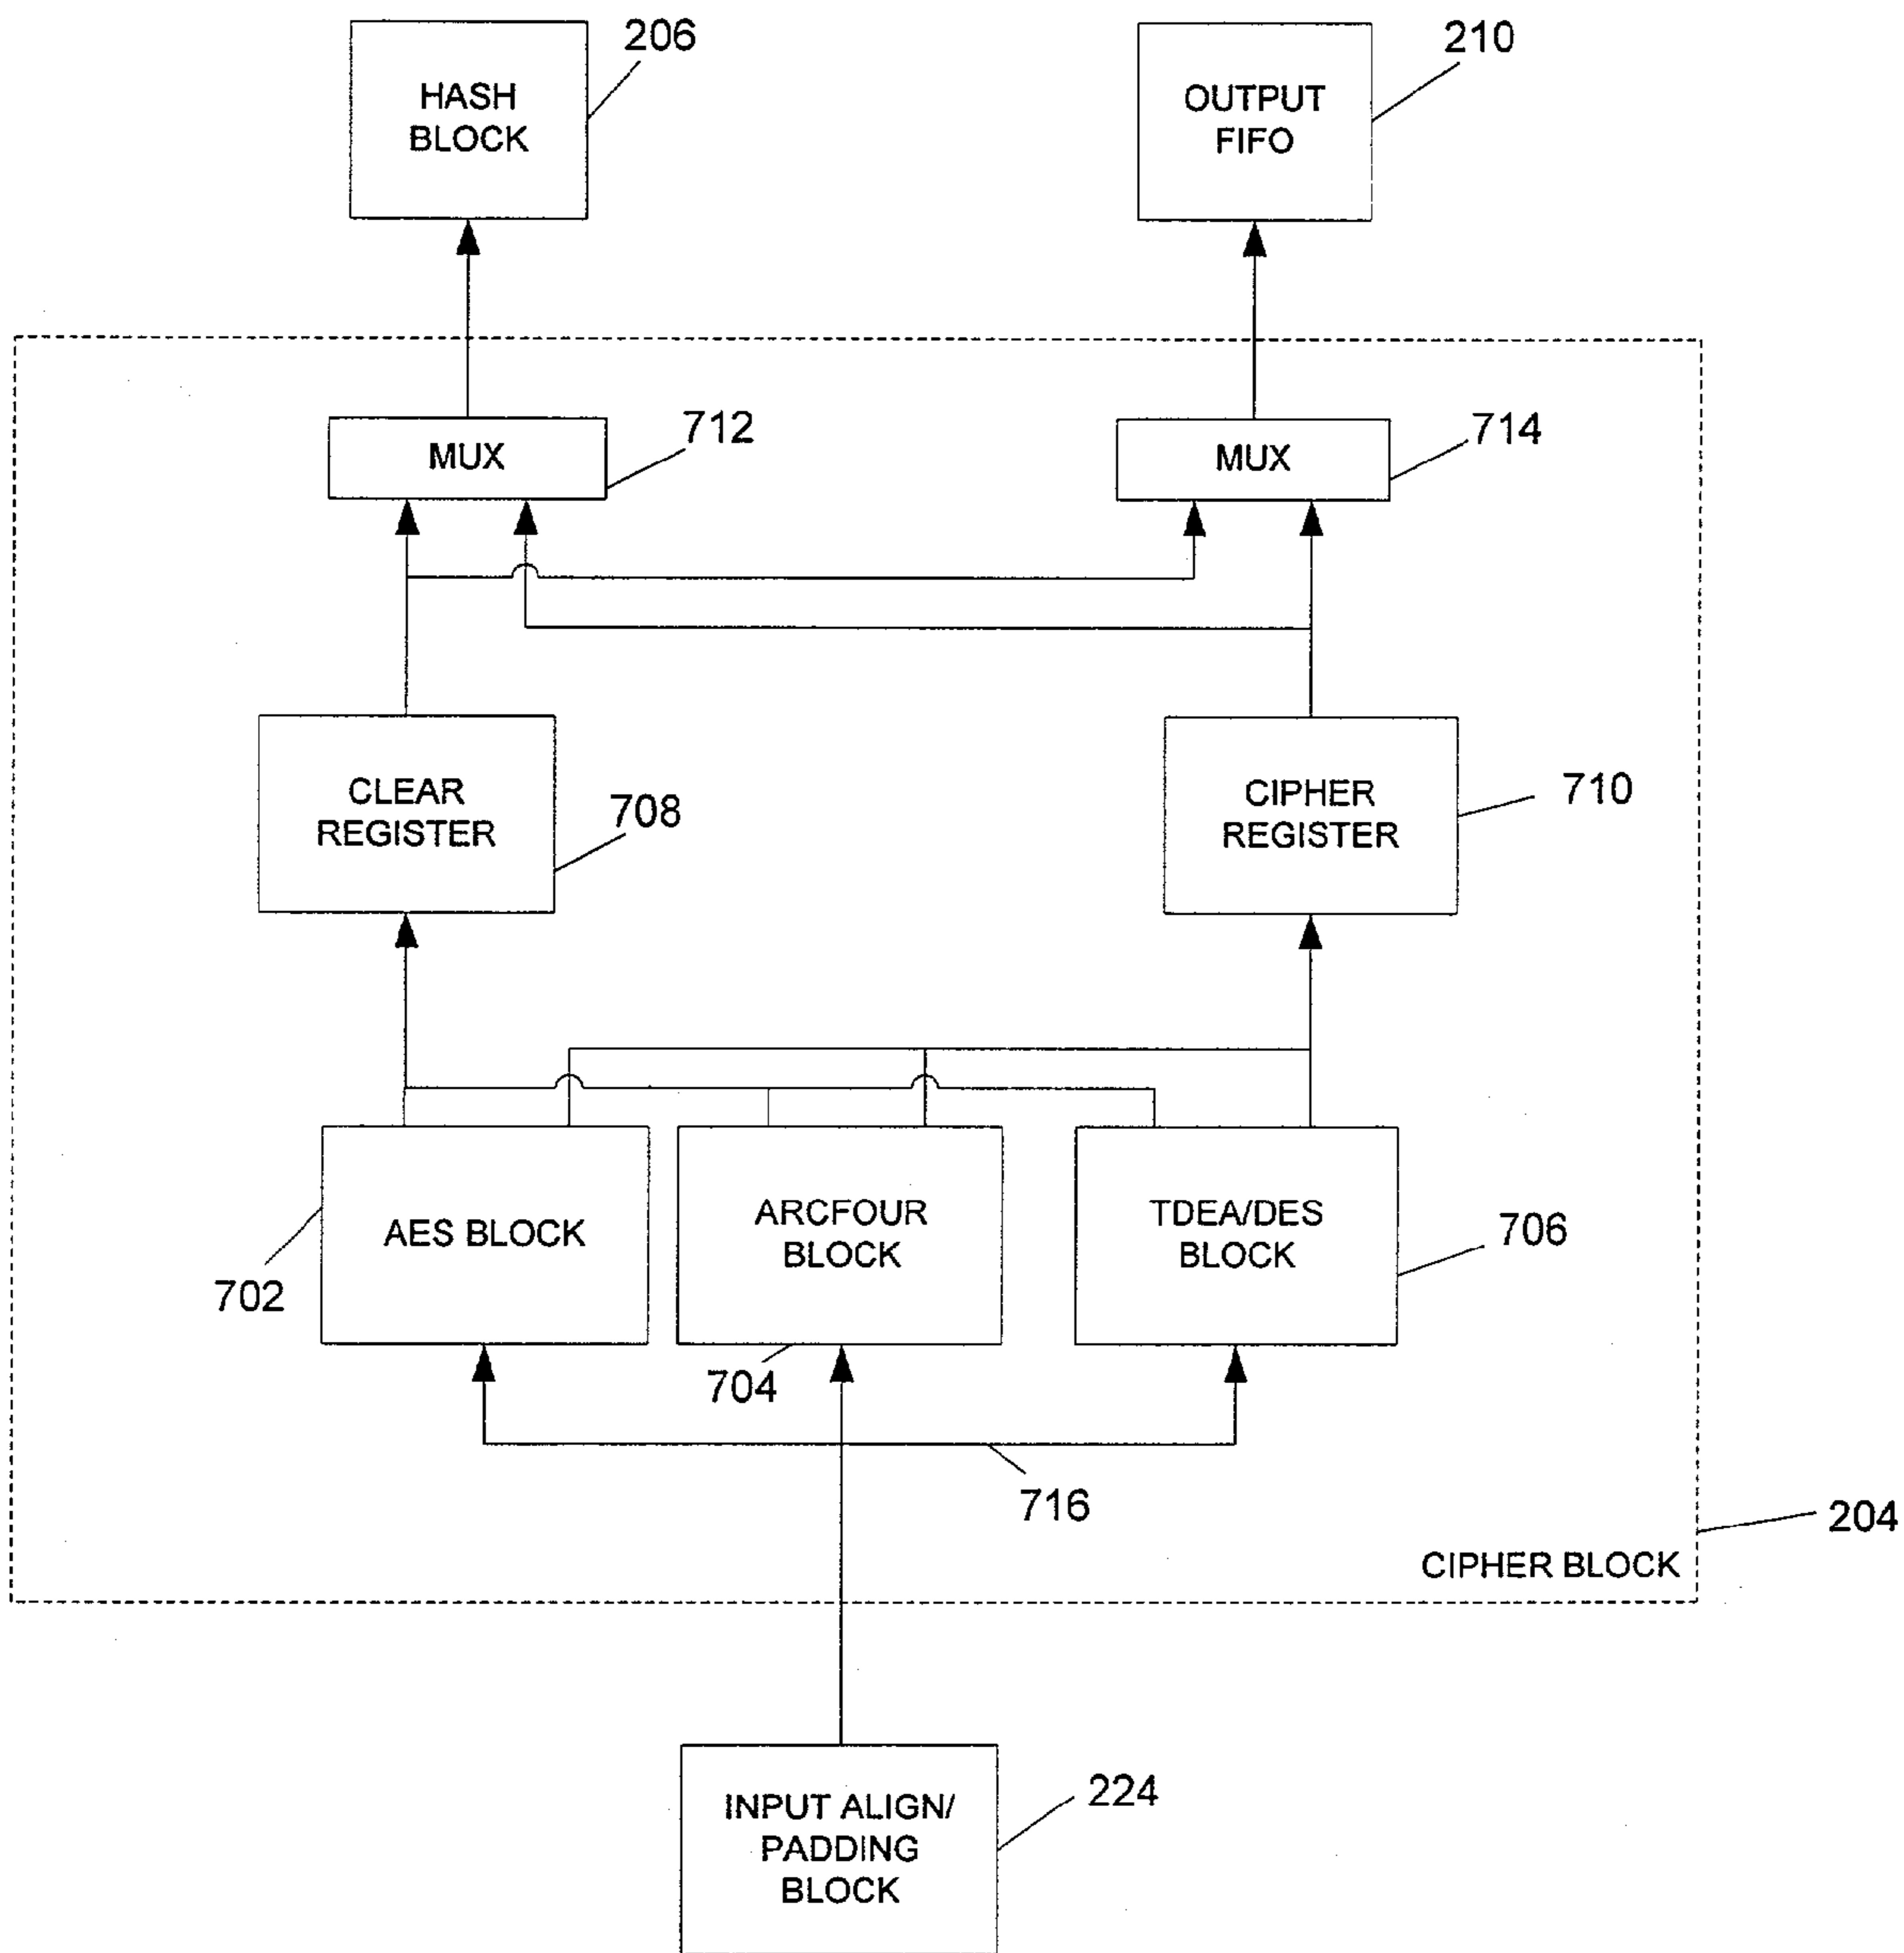 206
210
HASH
BLOCK
OUTPUT
FIFO
MUX
712
MUX
714
CLEAR
REGISTER
708
CIPHER
REGISTER
710
AES BLOCK
702
ARCFOUR
BLOCK
704
TDEA/DES
BLOCK
706
716
204
CIPHER BLOCK
INPUT ALIGN/
PADDING
BLOCK
224